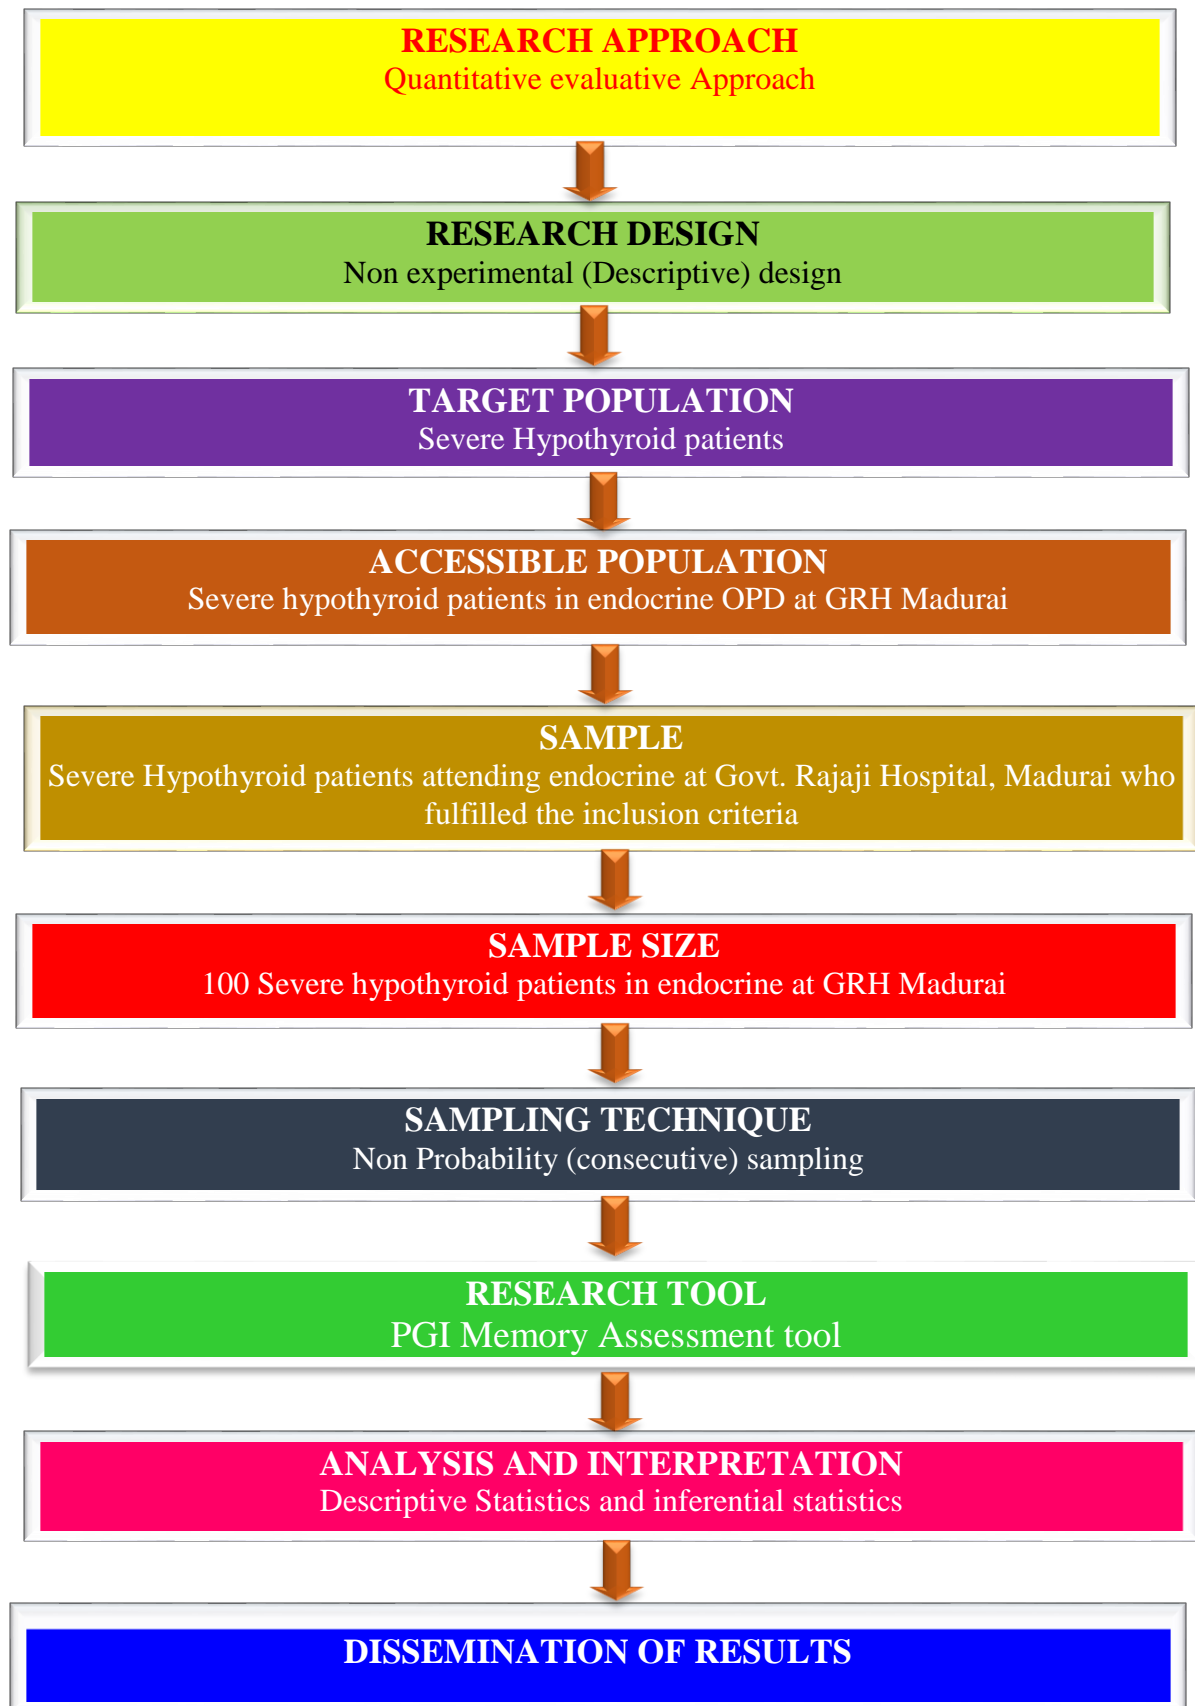 RESEARCH APPROACH
Quantitative evaluative Approach
RESEARCH DESIGN
Non experimental (Descriptive) design
TARGET POPULATION
Severe Hypothyroid patients
ACCESSIBLE POPULATION
Severe hypothyroid patients in endocrine OPD at GRH Madurai
SAMPLE
Severe Hypothyroid patients attending endocrine at Govt. Rajaji Hospital, Madurai who
fulfilled the inclusion criteria
SAMPLE SIZE
100 Severe hypothyroid patients in endocrine at GRH Madurai
SAMPLING TECHNIQUE
Non Probability (consecutive) sampling
RESEARCH TOOL
PGI Memory Assessment tool
ANALYSIS AND INTERPRETATION
Descriptive Statistics and inferential statistics
DISSEMINATION OF RESULTS